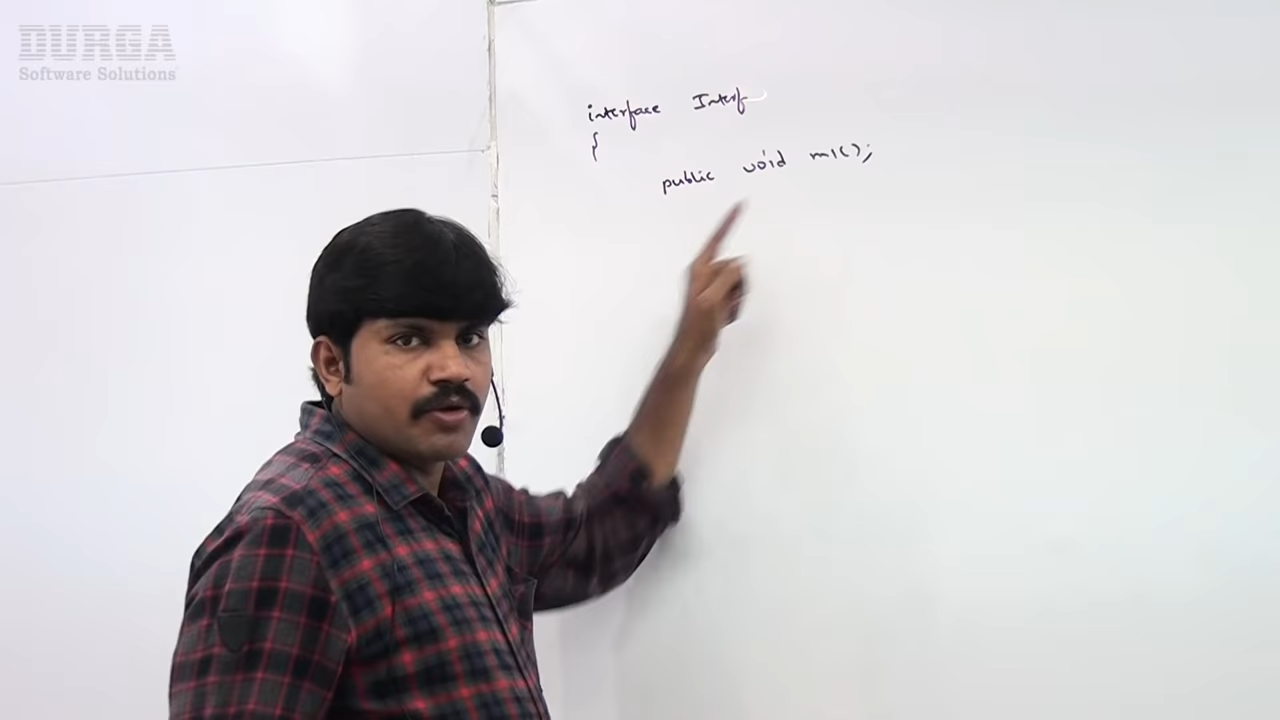 DURGA
Software Solutions
interface Interf
{
public void m1();